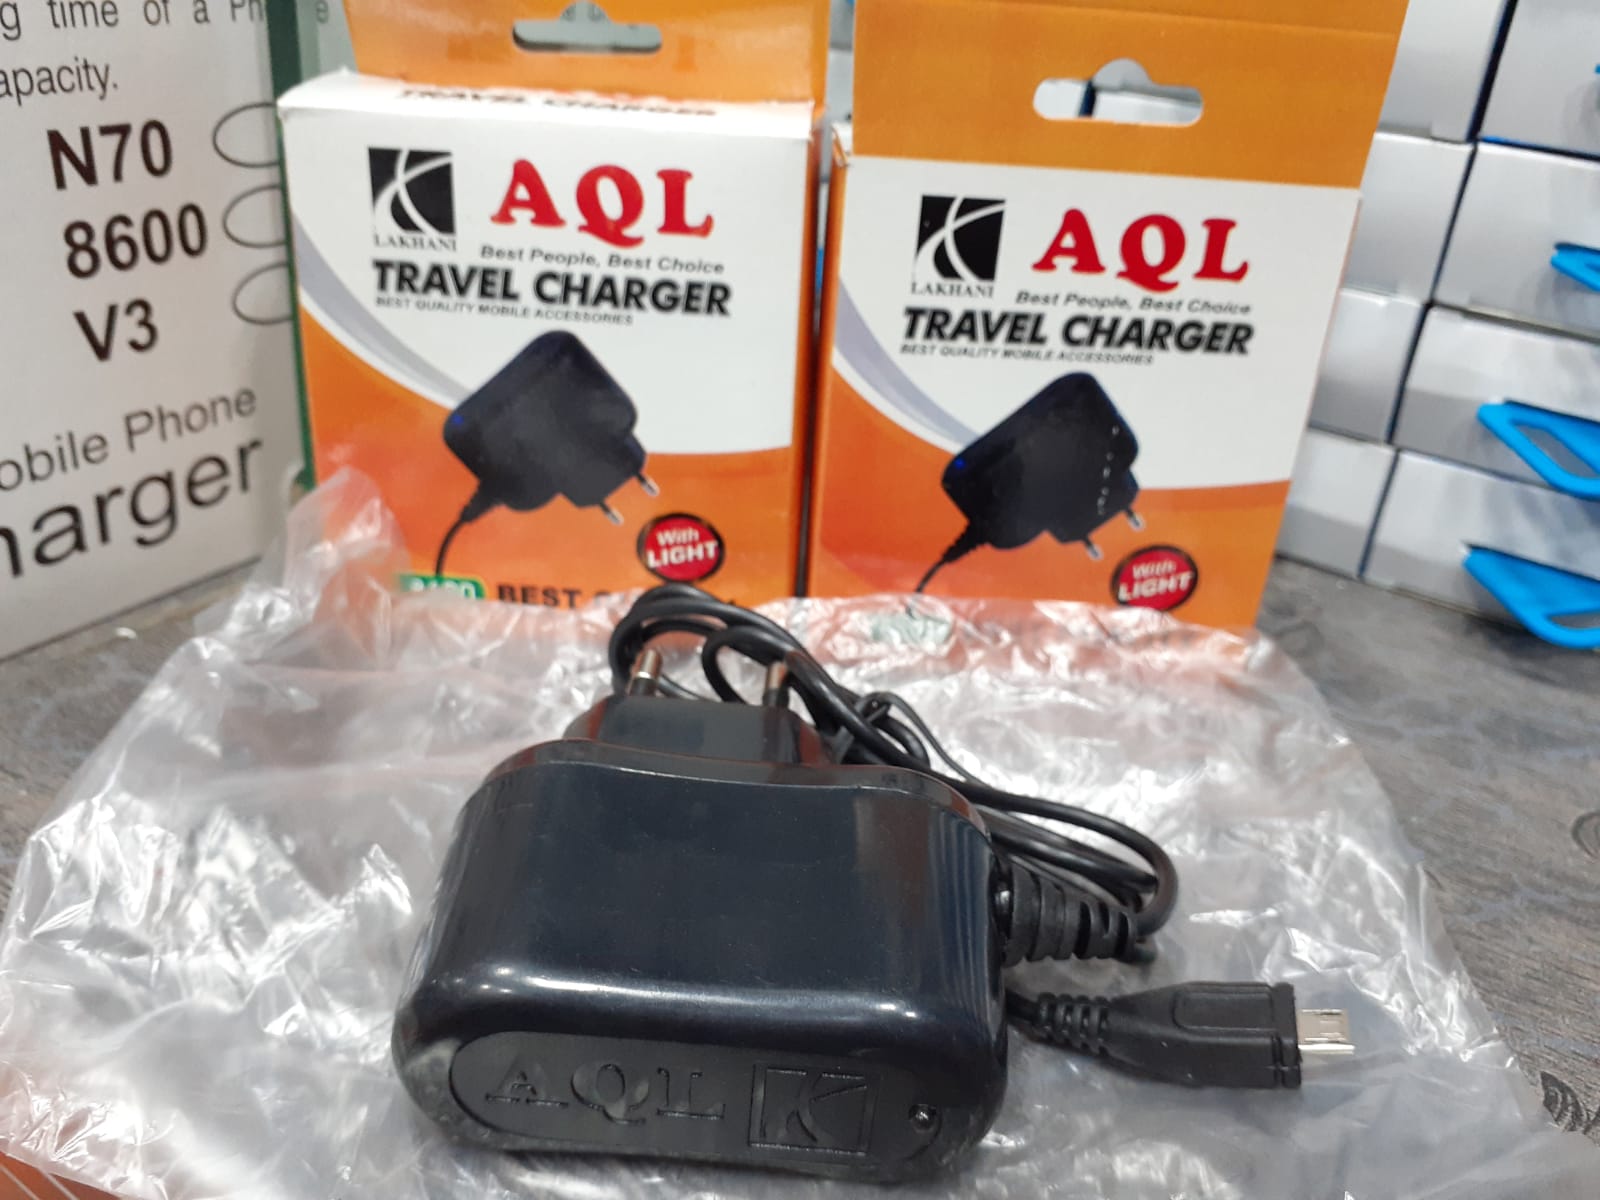 time of a
apacity.
N70
8600
V3
obile Phone
harger
TRAVEL CHARGER
LAKHANI
AQL
Best People, Best Choice
TRAVEL CHARGER
BEST QUALITY MOBILE ACCESSORIES
With
LIGHT
BEST
LAKHANI
AQL
Best People, Best Choice
TRAVEL CHARGER
BEST QUALITY MOBILE ACCESSORIES
With
LIGHT
AQL